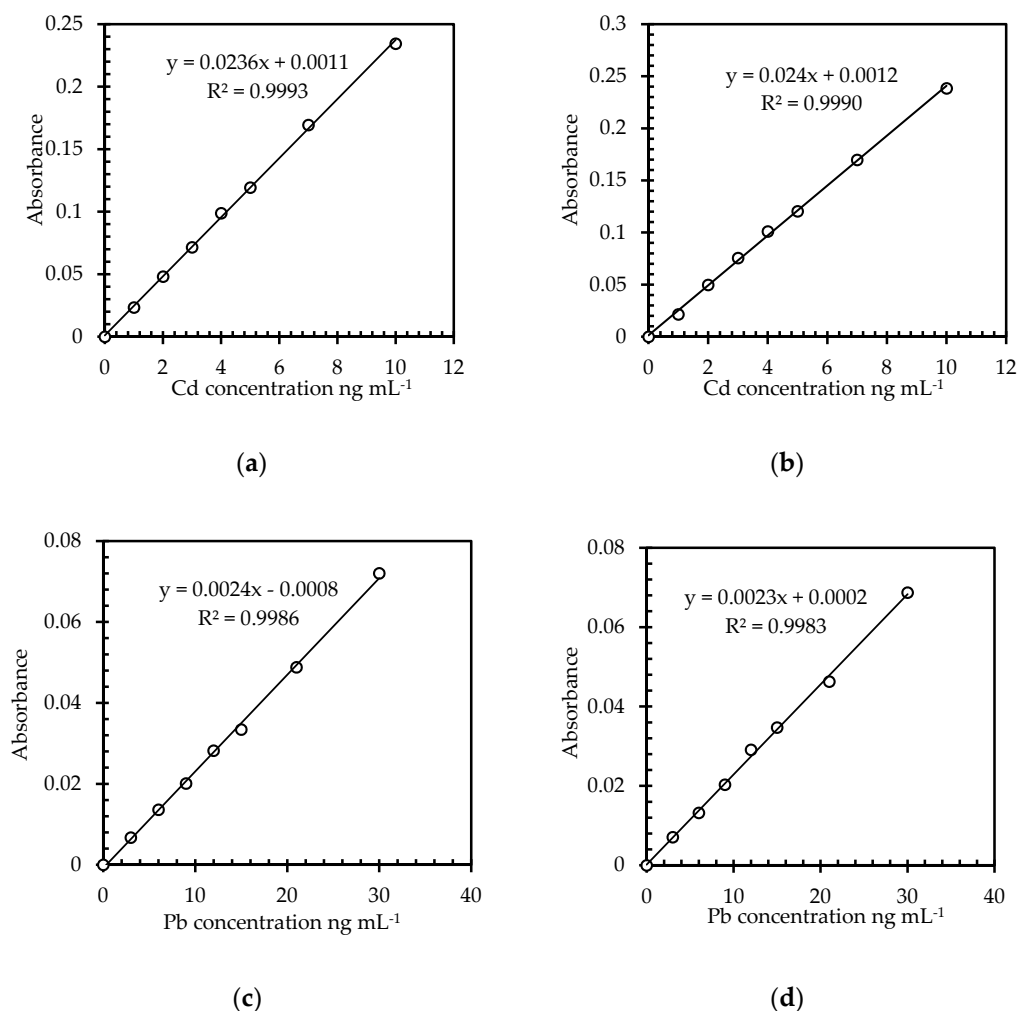 0.25
0.2
0.15
0.1
0.05
0
Absorbance
y = 0.0236x + 0.0011
R² = 0.9993
0 2 4 6 8 10 12
Cd concentration ng mL⁻¹
(a)
0.3
0.25
0.2
0.15
0.1
0.05
0
Absorbance
y = 0.024x + 0.0012
R² = 0.9990
0 2 4 6 8 10 12
Cd concentration ng mL⁻¹
(b)
0.08
0.06
0.04
0.02
0
Absorbance
y = 0.0024x - 0.0008
R² = 0.9986
0 10 20 30 40
Pb concentration ng mL⁻¹
(c)
0.08
0.06
0.04
0.02
0
Absorbance
y = 0.0023x + 0.0002
R² = 0.9983
0 10 20 30 40
Pb concentration ng mL⁻¹
(d)